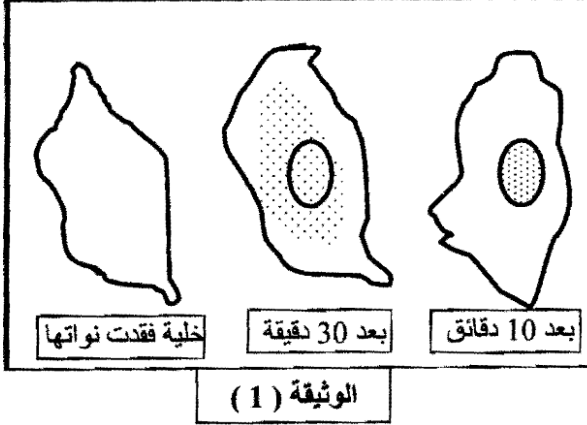 بعد 10 دقائق
بعد 30 دقيقة
خلية فقدت نواتها
الوثيقة ( 1 )